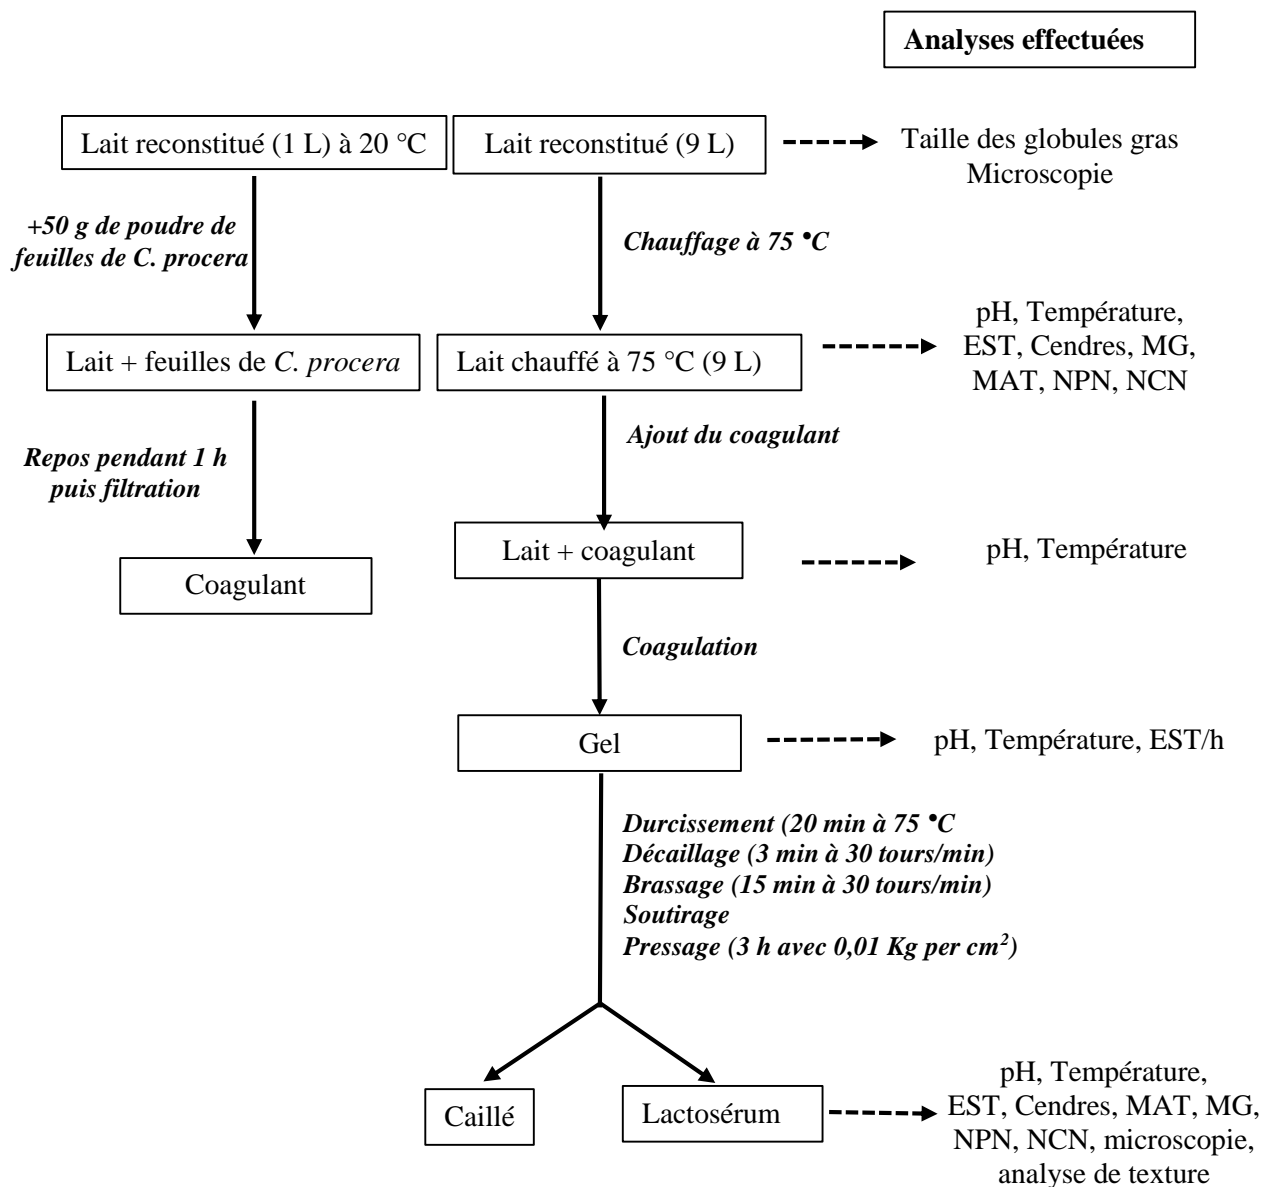 Analyses effectuées
Lait reconstitué (1 L) à 20 °C
Lait reconstitué (9 L)
Taille des globules gras
Microscopie
+50 g de poudre de
feuilles de C. procera
Chauffage à 75 °C
Lait + feuilles de C. procera
Lait chauffé à 75 °C (9 L)
pH, Température,
EST, Cendres, MG,
MAT, NPN, NCN
Repos pendant 1 h
puis filtration
Ajout du coagulant
Coagulant
Lait + coagulant
pH, Température
Coagulation
Gel
pH, Température, EST/h
Durcissement (20 min à 75 °C
Décaillage (3 min à 30 tours/min)
Brassage (15 min à 30 tours/min)
Soutirage
Pressage (3 h avec 0,01 Kg per cm²)
Caillé
Lactosérum
pH, Température,
EST, Cendres, MAT, MG,
NPN, NCN, microscopie,
analyse de texture